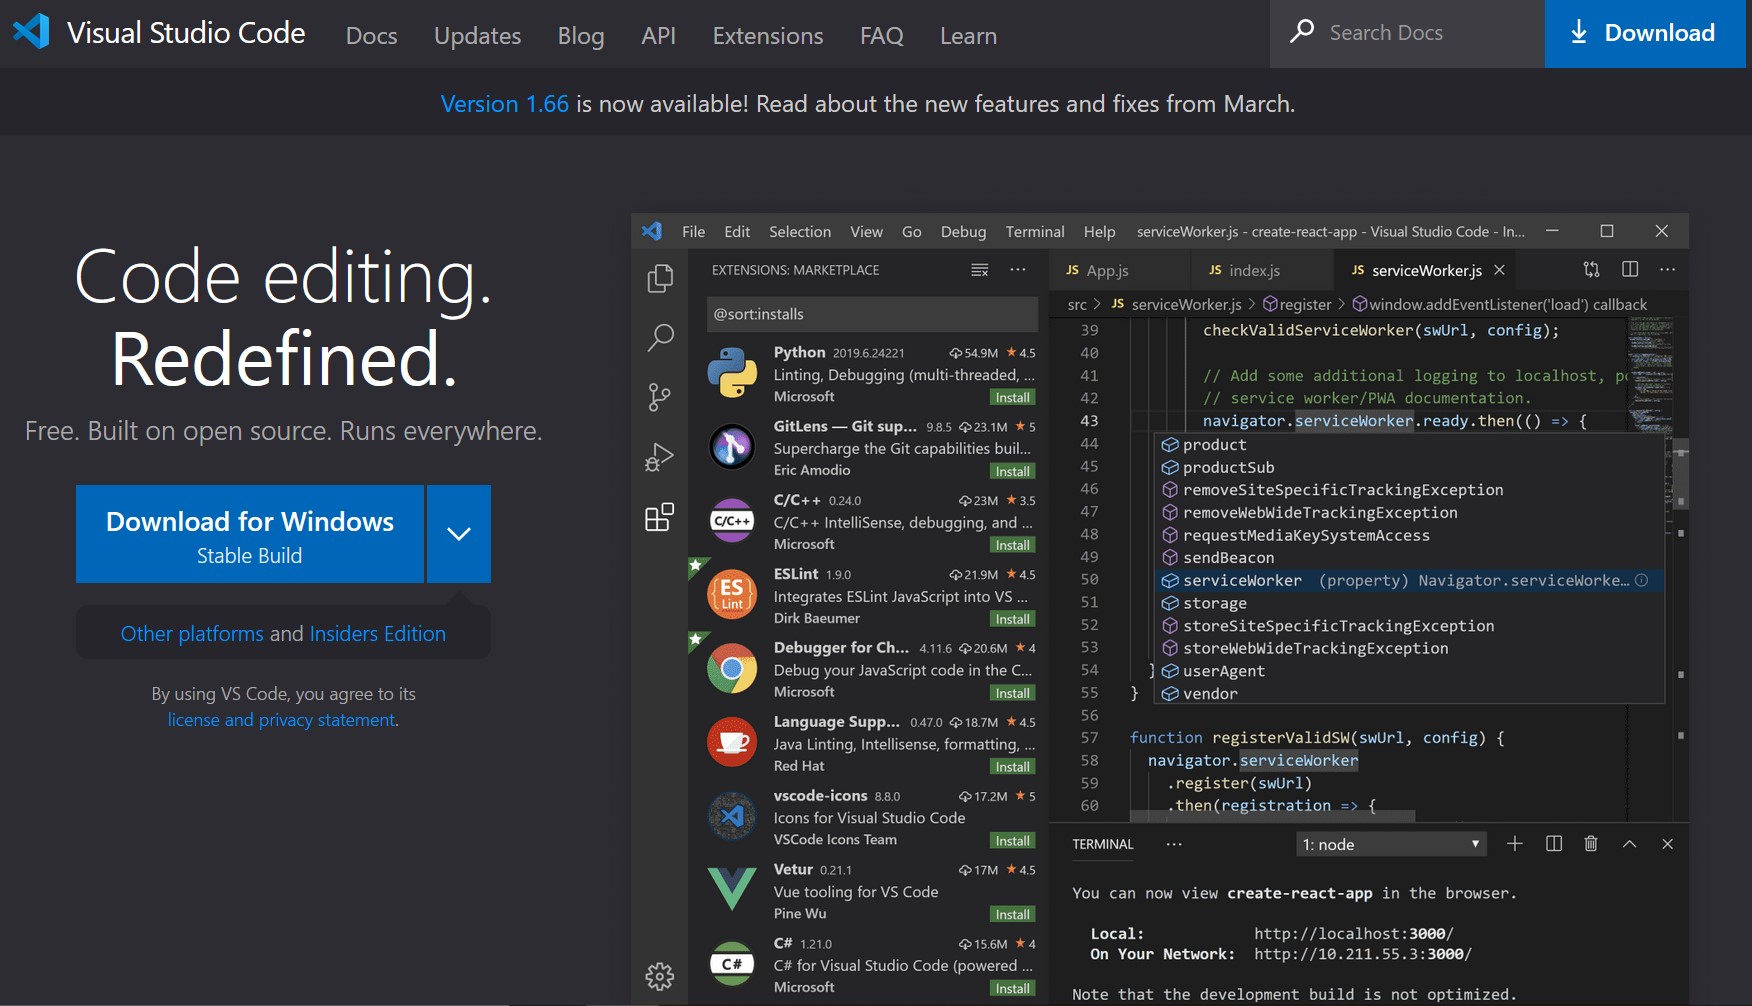 Visual Studio Code Docs Updates Blog API Extensions FAQ Learn Search Docs Download
Version 1.66 is now available! Read about the new features and fixes from March.
Code editing.
Redefined.
Free. Built on open source. Runs everywhere.
Download for Windows
Stable Build
Other platforms and Insiders Edition
By using VS Code, you agree to its
license and privacy statement.
File Edit Selection View Go Debug Terminal Help serviceWorker.js - create-react-app - Visual Studio Code - In...
EXTENSIONS: MARKETPLACE
@sort:installs
Python 2019.6.24221 54.9M ★ 4.5
Linting, Debugging (multi-threaded, ...
Microsoft Install
GitLens — Git sup... 9.8.5 23.1M ★ 5
Supercharge the Git capabilities buil...
Eric Amodio Install
C/C++
C/C++ 0.24.0 23M ★ 3.5
C/C++ IntelliSense, debugging, and ...
Microsoft Install
ES
Lint
ESLint 1.9.0 21.9M ★ 4.5
Integrates ESLint JavaScript into VS ...
Dirk Baeumer Install
Debugger for Ch... 4.11.6 20.6M ★ 4
Debug your JavaScript code in the C...
Microsoft Install
Language Supp... 0.47.0 18.7M ★ 4.5
Java Linting, Intellisense, formatting, ...
Red Hat Install
vscode-icons 8.8.0 17.2M ★ 5
Icons for Visual Studio Code
VSCode Icons Team Install
Vetur 0.21.1 17M ★ 4.5
Vue tooling for VS Code
Pine Wu Install
C#
C# 1.21.0 15.6M ★ 4
C# for Visual Studio Code (powered ...
Microsoft Install
JS App.js JS index.js JS serviceWorker.js
src > JS serviceWorker.js > register > window.addEventListener('load') callback
39 checkValidServiceWorker(swUrl, config);
40
41 // Add some additional logging to localhost, p
42 // service worker/PWA documentation.
43 navigator.serviceWorker.ready.then(() => {
44 product
45 productSub
46 removeSiteSpecificTrackingException
47 removeWebWideTrackingException
48 requestMediaKeySystemAccess
49 sendBeacon
50 serviceWorker (property) Navigator.serviceWorke...
51 storage
52 storeSiteSpecificTrackingException
53 storeWebWideTrackingException
54 } userAgent
55 } vendor
56
57 function registerValidSW(swUrl, config) {
58 navigator.serviceWorker
59 .register(swUrl)
60 .then(registration => {
TERMINAL ... 1: node
You can now view create-react-app in the browser.
Local: http://localhost:3000/
On Your Network: http://10.211.55.3:3000/
Note that the development build is not optimized.